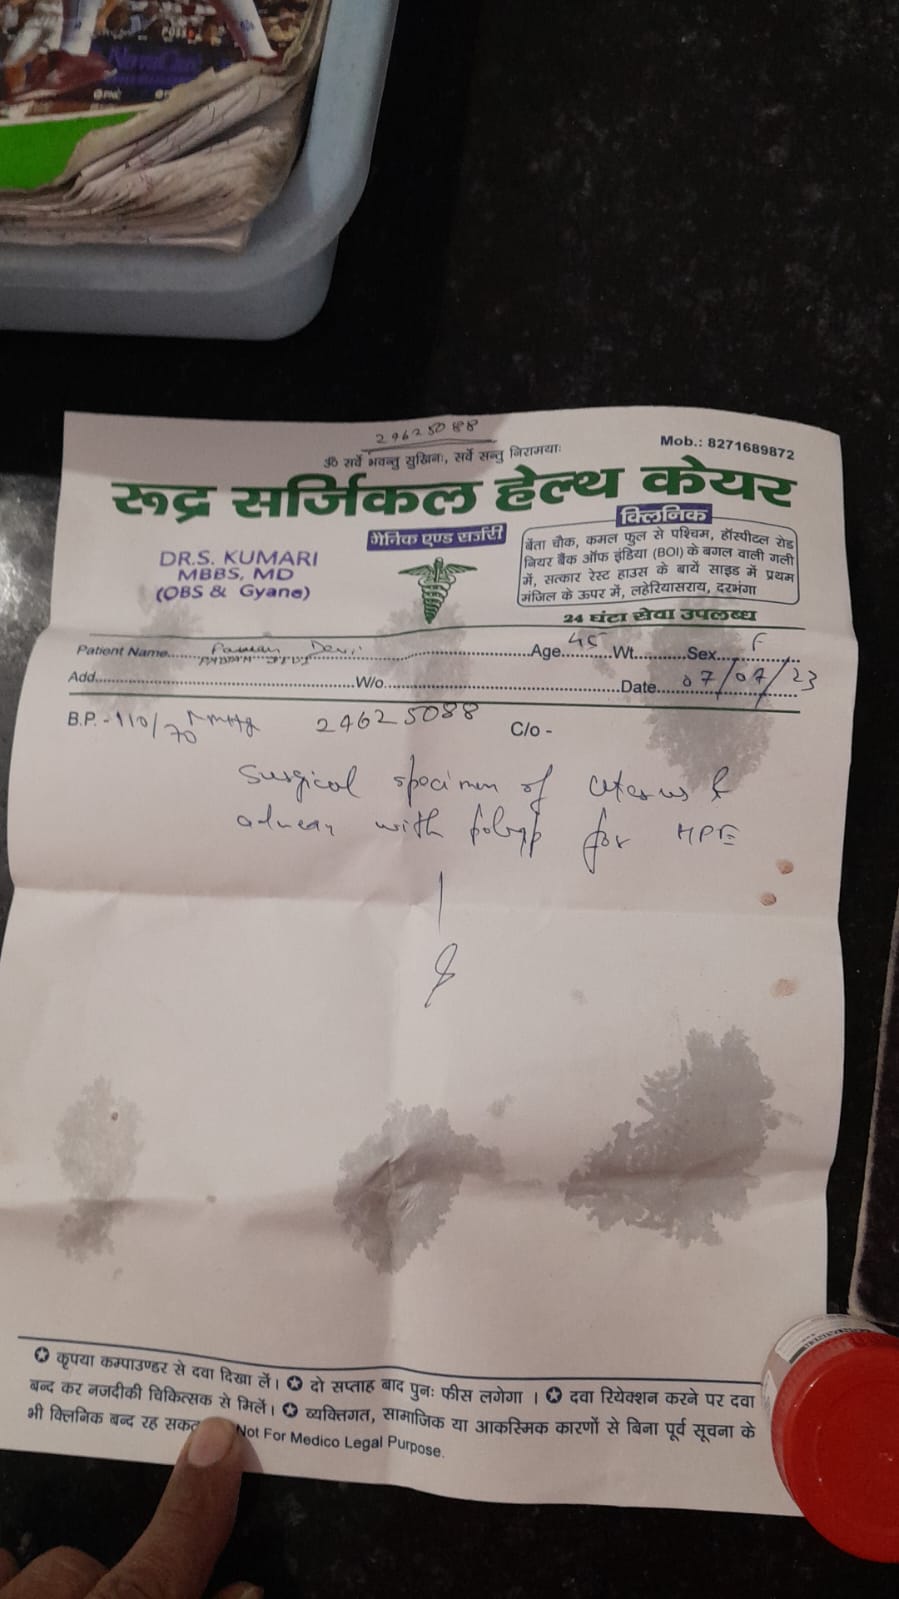 29625088
ॐ सर्वे भवन्तु सुखिनः, सर्वे सन्तु निरामयाः
Mob.: 8271689872
रूद्र सर्जिकल हेल्थ केयर
क्लिनिक
गैनिक एण्ड सर्जरी
DR.S. KUMARI
MBBS, MD
(OBS & Gyane)
बेंता चौक, कमल फुल से पश्चिम, हॉस्पीटल रोड
नियर बैंक ऑफ इंडिया (BOI) के बगल वाली गली
में, सत्कार रेस्ट हाउस के बायें साइड में प्रथम
मंजिल के ऊपर में, लहेरियासराय, दरभंगा
24 घंटा सेवा उपलब्ध
Patient Name Devi Age 45 Wt. Sex F
Add. W/o Date 07/07/23
B.P. - 110/70 mmHg 29625088 C/o -
Surgical specimen of uterus &
with polyp for HPE
कृपया कम्पाउण्डर से दवा दिखा लें। दो सप्ताह बाद पुनः फीस लगेगा । दवा रियेक्शन करने पर दवा
बन्द कर नजदीकी चिकित्सक से मिलें। व्यक्तिगत, सामाजिक या आकस्मिक कारणों से बिना पूर्व सूचना के
भी क्लिनिक बन्द रह Not For Medico Legal Purpose.